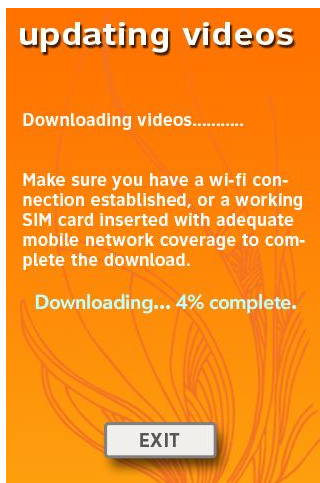 updating videos
Downloading videos...........
Make sure you have a wi-fi con-
nection established, or a working
SIM card inserted with adequate
mobile network coverage to com-
plete the download.
Downloading... 4% complete.
EXIT